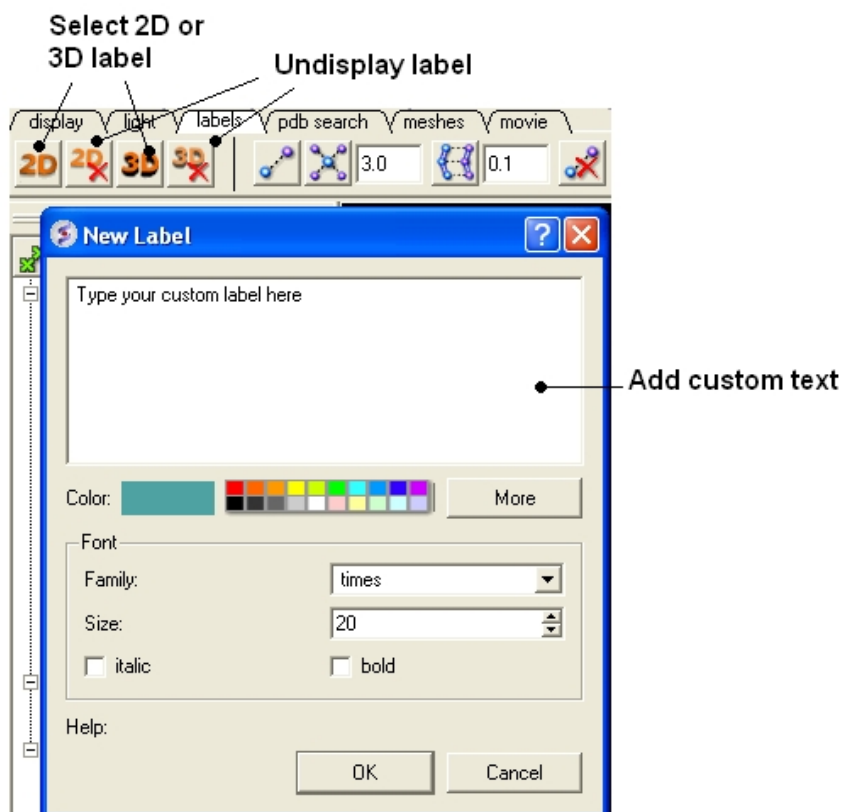 Select 2D or
3D label
Undisplay label
display light labels pdb search meshes movie
2D 2D 3D 3D 3.0 0.1
New Label
Type your custom label here
Add custom text
Color: More
Font
Family: times
Size: 20
italic bold
Help:
OK Cancel